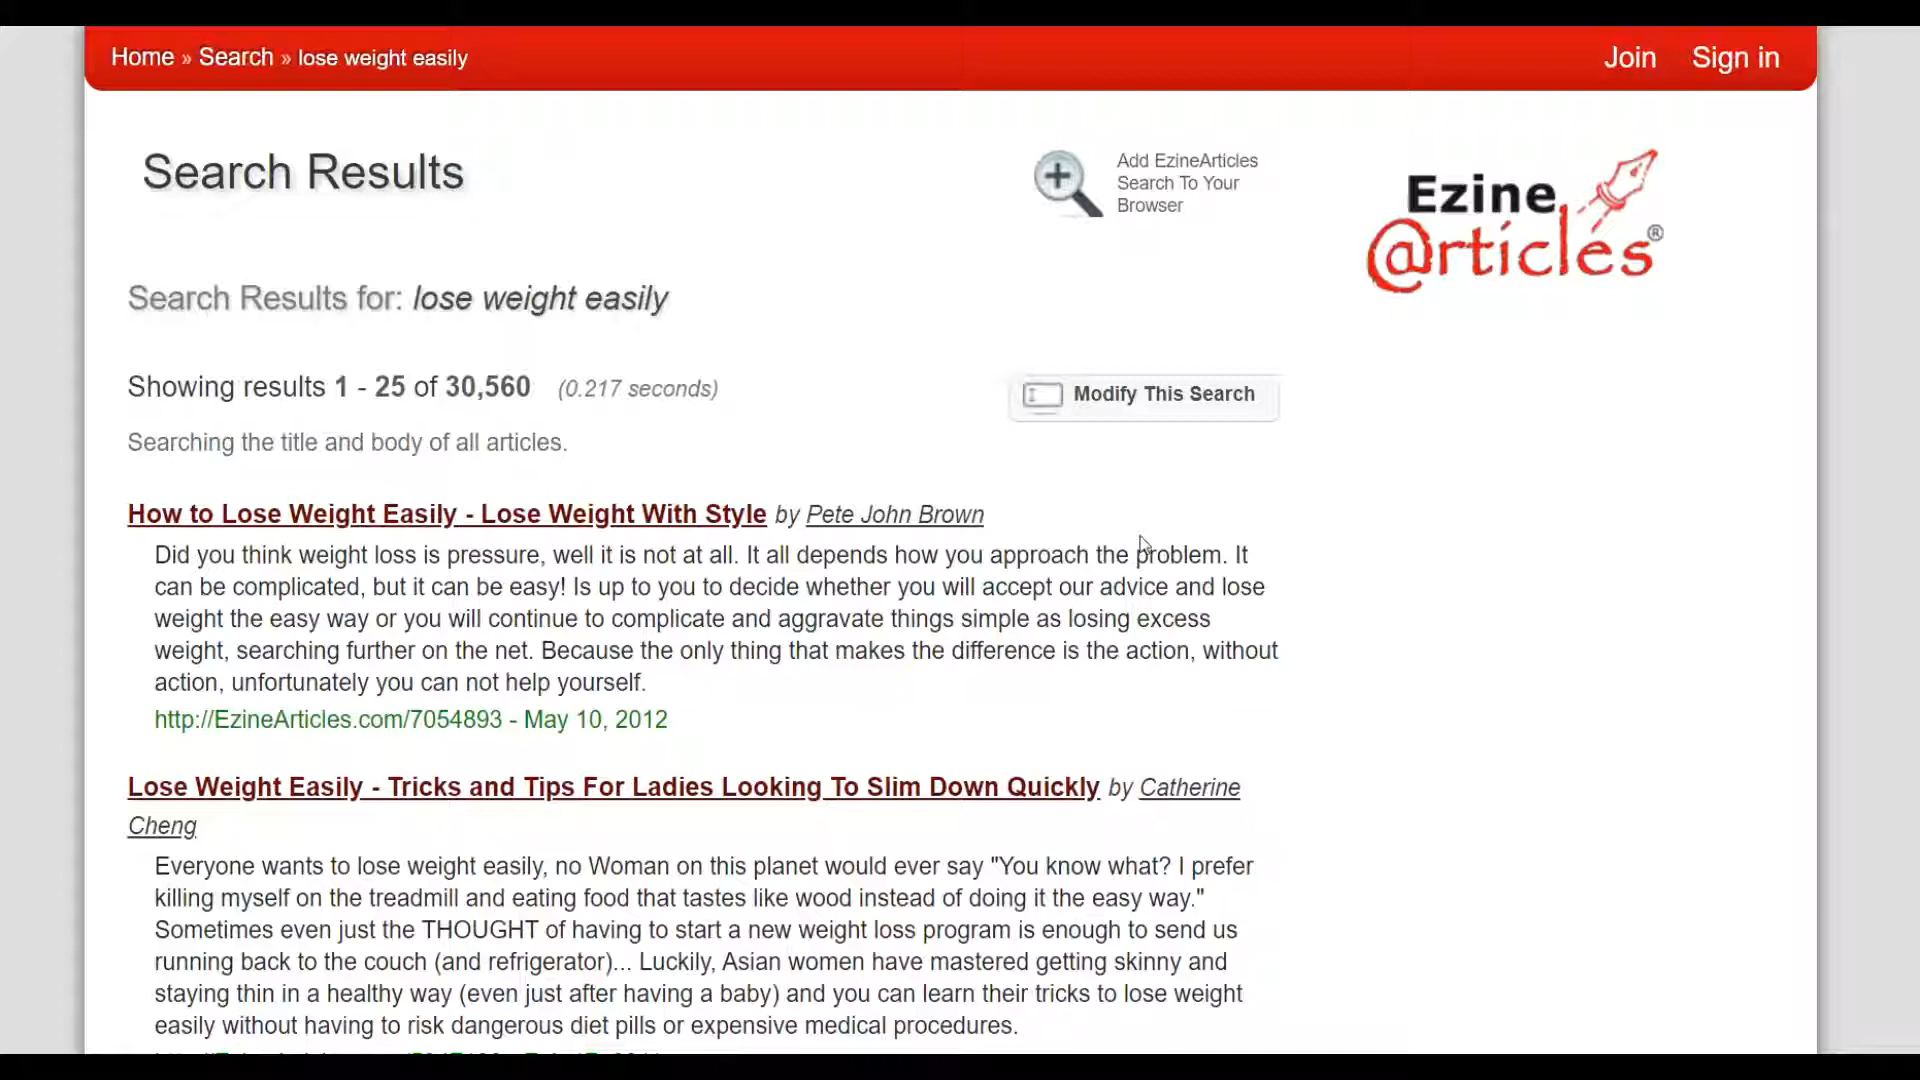 Home » Search » lose weight easily
Join Sign in
Search Results
Add EzineArticles
Search To Your
Browser
Ezine
@rticles®
Search Results for: lose weight easily
Showing results 1 - 25 of 30,560 (0.217 seconds)
Modify This Search
Searching the title and body of all articles.
How to Lose Weight Easily - Lose Weight With Style by Pete John Brown
Did you think weight loss is pressure, well it is not at all. It all depends how you approach the problem. It
can be complicated, but it can be easy! Is up to you to decide whether you will accept our advice and lose
weight the easy way or you will continue to complicate and aggravate things simple as losing excess
weight, searching further on the net. Because the only thing that makes the difference is the action, without
action, unfortunately you can not help yourself.
http://EzineArticles.com/7054893 - May 10, 2012
Lose Weight Easily - Tricks and Tips For Ladies Looking To Slim Down Quickly by Catherine
Cheng
Everyone wants to lose weight easily, no Woman on this planet would ever say "You know what? I prefer
killing myself on the treadmill and eating food that tastes like wood instead of doing it the easy way."
Sometimes even just the THOUGHT of having to start a new weight loss program is enough to send us
running back to the couch (and refrigerator)... Luckily, Asian women have mastered getting skinny and
staying thin in a healthy way (even just after having a baby) and you can learn their tricks to lose weight
easily without having to risk dangerous diet pills or expensive medical procedures.